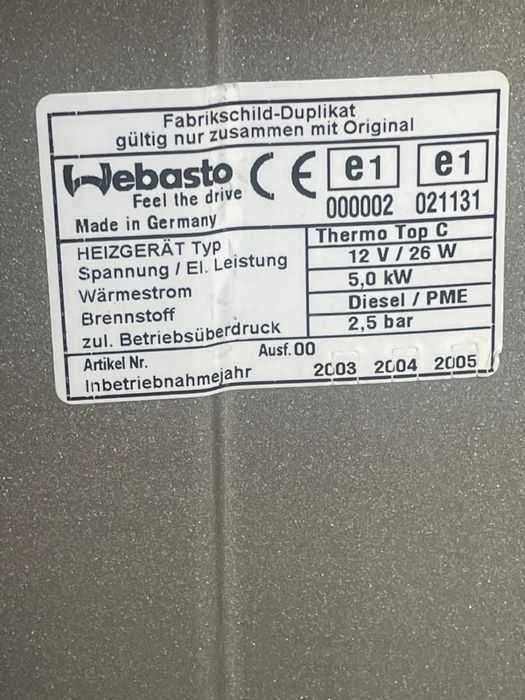 Fabrikschild-Duplikat
gültig nur zusammen mit Original
Webasto CE e1 e1
Feel the drive 000002 021131
Made in Germany
HEIZGERÄT Typ Thermo Top C
Spannung / El. Leistung 12 V / 26 W
Wärmestrom 5,0 kW
Brennstoff Diesel / PME
zul. Betriebsüberdruck 2,5 bar
Artikel Nr. Ausf. 00
Inbetriebnahmejahr 2003 2004 2005